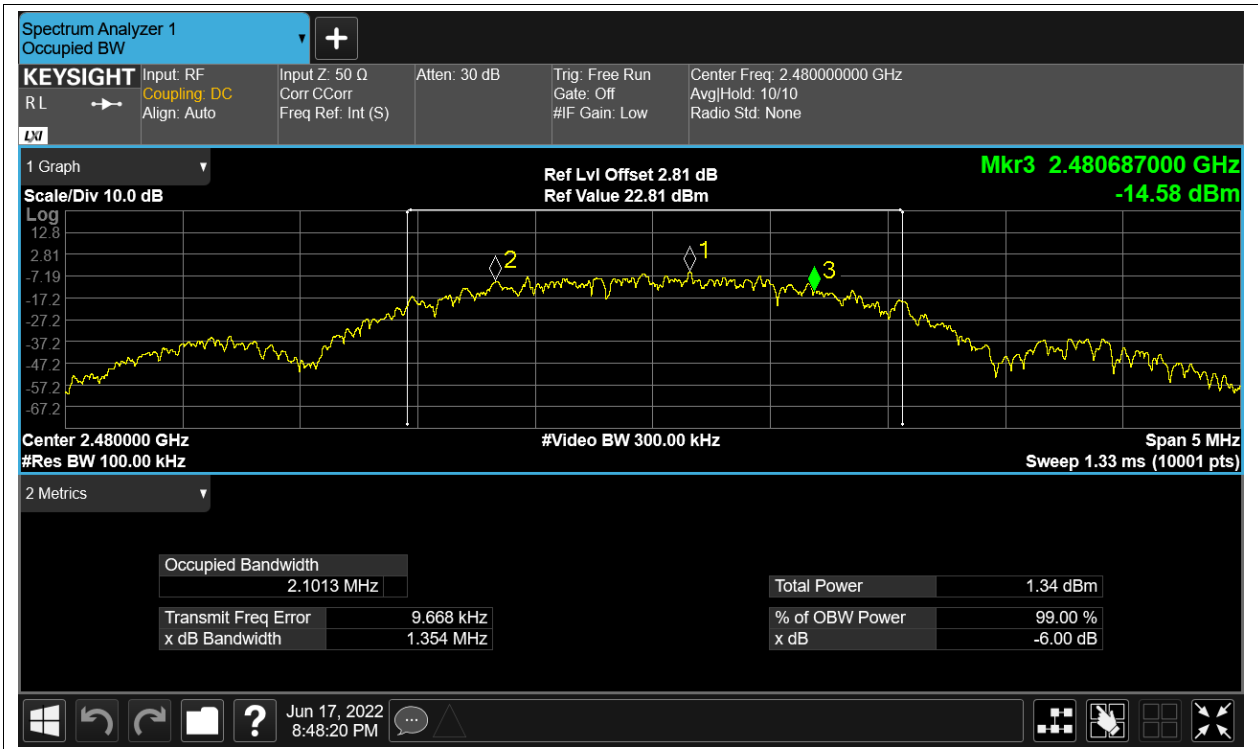 Spectrum Analyzer 1
Occupied BW
KEYSIGHT
Input: RF
Input Z: 50 Ω
Atten: 30 dB
Trig: Free Run
Center Freq: 2.480000000 GHz
RL
Coupling: DC
Corr CCorr
Gate: Off
Avg|Hold: 10/10
Align: Auto
Freq Ref: Int (S)
#IF Gain: Low
Radio Std: None
LXI
1 Graph
Ref Lvl Offset 2.81 dB
Mkr3 2.480687000 GHz
Scale/Div 10.0 dB
Ref Value 22.81 dBm
-14.58 dBm
Log
12.8
2.81
-7.19
-17.2
-27.2
-37.2
-47.2
-57.2
-67.2
2
1
3
Center 2.480000 GHz
#Video BW 300.00 kHz
Span 5 MHz
#Res BW 100.00 kHz
Sweep 1.33 ms (10001 pts)
2 Metrics
Occupied Bandwidth
2.1013 MHz
Total Power 1.34 dBm
Transmit Freq Error 9.668 kHz
% of OBW Power 99.00 %
x dB Bandwidth 1.354 MHz
x dB -6.00 dB
?
Jun 17, 2022
8:48:20 PM